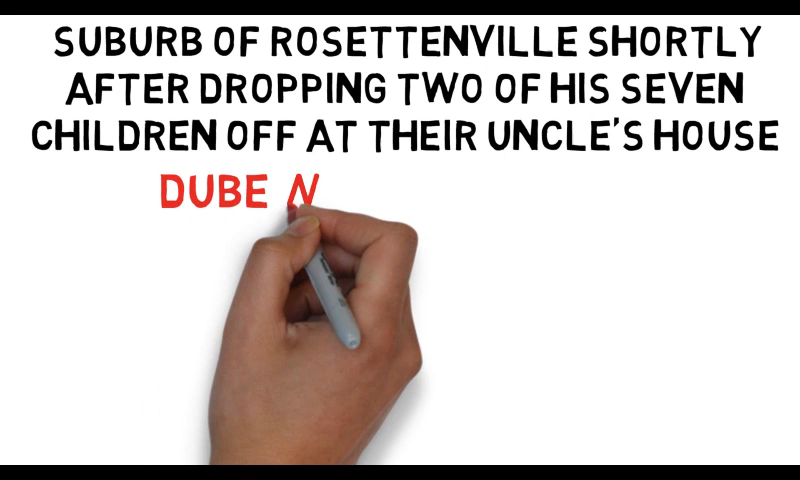 SUBURB OF ROSETTENVILLE SHORTLY
AFTER DROPPING TWO OF HIS SEVEN
CHILDREN OFF AT THEIR UNCLE'S HOUSE
DUBE N